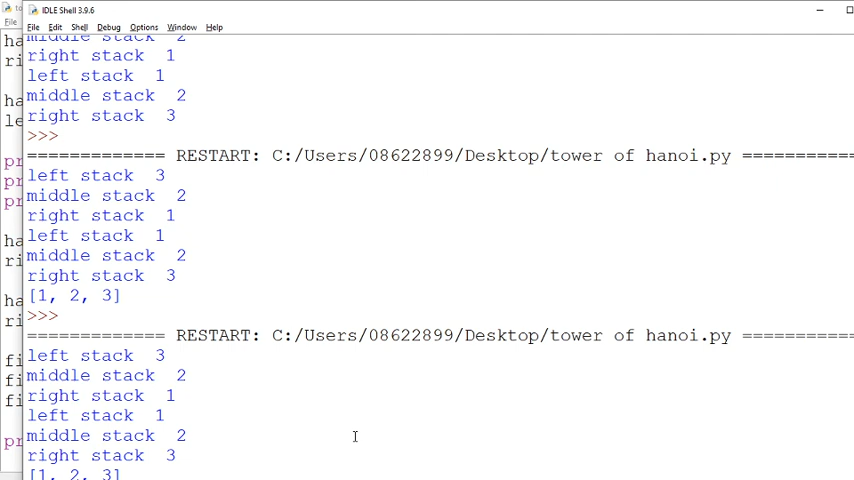 IDLE Shell 3.9.6
File Edit Shell Debug Options Window Help
middle stack  2
right stack  1
left stack  1
middle stack  2
right stack  3
>>>
============= RESTART: C:/Users/08622899/Desktop/tower of hanoi.py ===========
left stack  3
middle stack  2
right stack  1
left stack  1
middle stack  2
right stack  3
[1, 2, 3]
>>>
============= RESTART: C:/Users/08622899/Desktop/tower of hanoi.py ===========
left stack  3
middle stack  2
right stack  1
left stack  1
middle stack  2
right stack  3
[1, 2, 3]